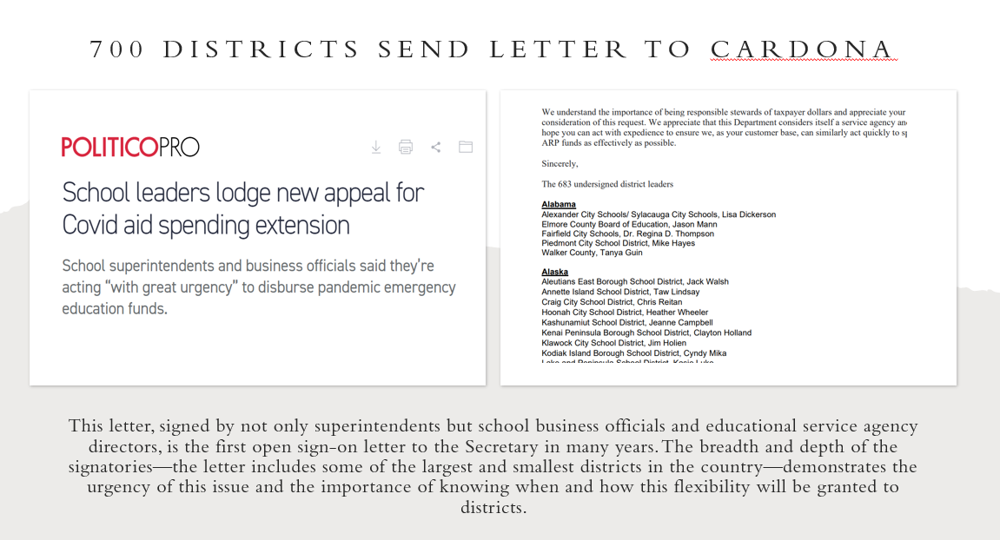 700 DISTRICTS SEND LETTER TO CARDONA
POLITICOPRO
School leaders lodge new appeal for
Covid aid spending extension
School superintendents and business officials said they're
acting “with great urgency” to disburse pandemic emergency
education funds.
We understand the importance of being responsible stewards of taxpayer dollars and appreciate your
consideration of this request. We appreciate that this Department considers itself a service agency
hope you can act with expedience to ensure we, as your customer base, can similarly act quickly to
ARP funds as effectively as possible.
Sincerely,
The 683 undersigned district leaders
Alabama
Alexander City Schools/ Sylacauga City Schools, Lisa Dickerson
Elmore County Board of Education, Jason Mann
Fairfield City Schools, Dr. Regina D. Thompson
Piedmont City School District, Mike Hayes
Walker County, Tanya Guin
Alaska
Aleutians East Borough School District, Jack Walsh
Annette Island School District, Taw Lindsay
Craig City School District, Chris Reitan
Hoonah City School District, Heather Wheeler
Kashunamiut School District, Jeanne Campbell
Kenai Peninsula Borough School District, Clayton Holland
Klawock City School District, Jim Holien
Kodiak Island Borough School District, Cyndy Mika
Lake and Peninsula School District, Kasie Luke
This letter, signed by not only superintendents but school business officials and educational service agency
directors, is the first open sign-on letter to the Secretary in many years. The breadth and depth of the
signatories—the letter includes some of the largest and smallest districts in the country—demonstrates the
urgency of this issue and the importance of knowing when and how this flexibility will be granted to
districts.